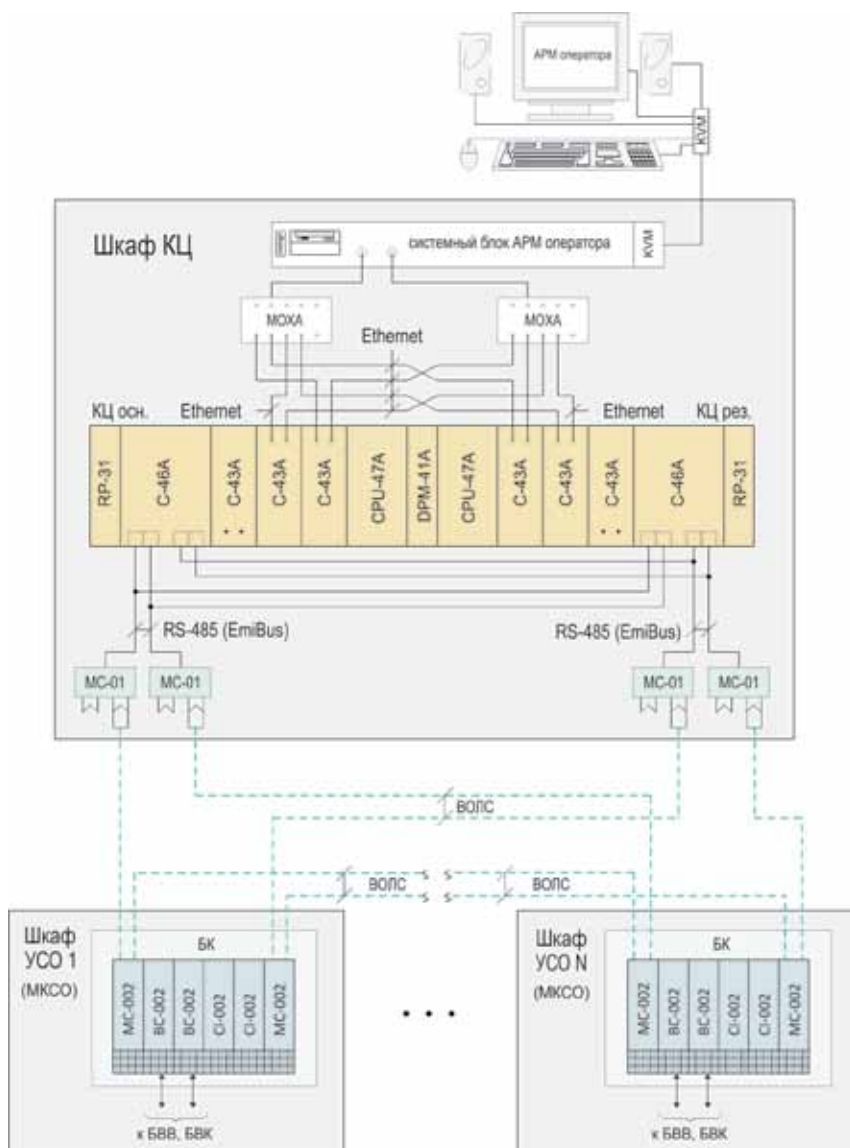 АРМ оператора
KVM
Шкаф КЦ
системный блок АРМ оператора
KVM
MOXA
MOXA
Ethernet
КЦ осн.
Ethernet
Ethernet
КЦ рез.
RP-31
C-46A
C-43A
C-43A
C-43A
CPU-47A
DPM-41A
CPU-47A
C-43A
C-43A
C-43A
C-46A
RP-31
RS-485 (EmiBus)
RS-485 (EmiBus)
МС-01
МС-01
МС-01
МС-01
ВОЛС
ВОЛС
ВОЛС
Шкаф
УСО 1
(МКСО)
БК
MC-002
BC-002
BC-002
CI-002
CI-002
MC-002
к БВВ, БВК
• • •
Шкаф
УСО N
(МКСО)
БК
MC-002
BC-002
BC-002
CI-002
CI-002
MC-002
к БВВ, БВК